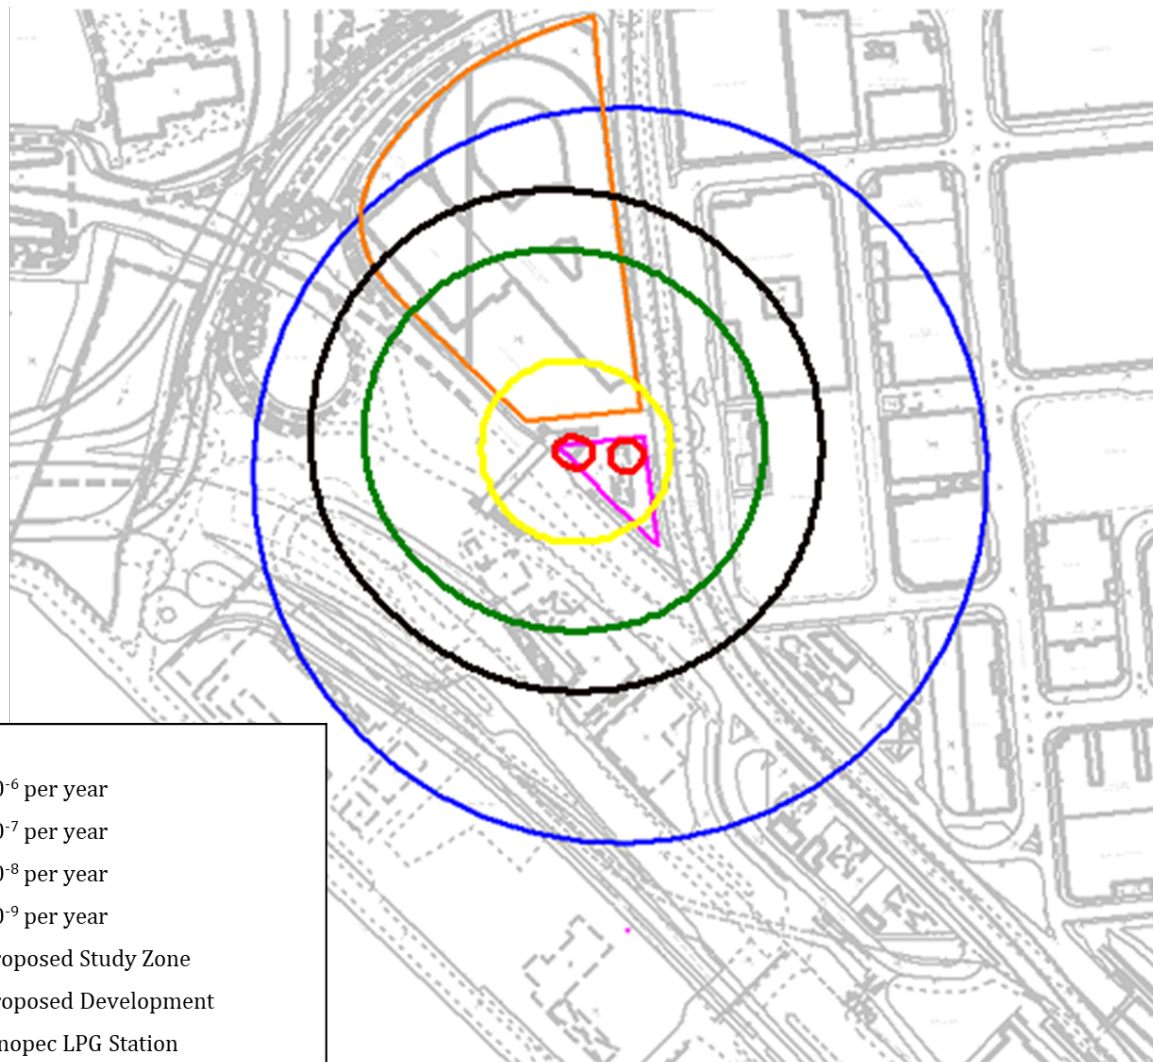 0-6 per year
0-7 per year
0-8 per year
0-9 per year
roposed Study Zone
roposed Development
nopec LPG Station